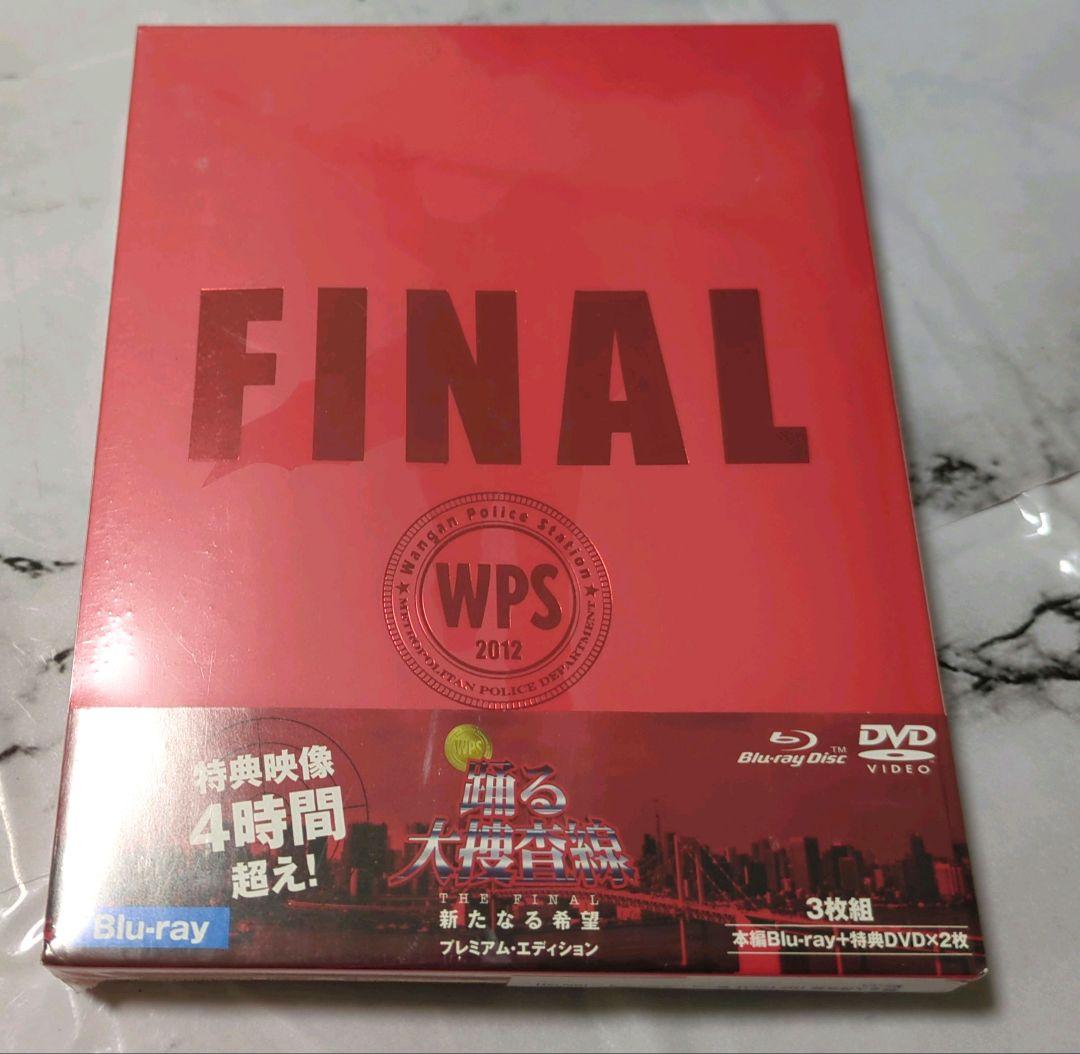 FINAL
Wangan Police Station
WPS
2012
METROPOLITAN POLICE DEPARTMENT
特典映像
4時間
超え!
Blu-ray
WPS
踊る
大捜査線
THE FINAL
新たなる希望
プレミアム・エディション
Blu-ray Disc TM
DVD
VIDEO
3枚組
本編Blu-ray+特典DVD×2枚